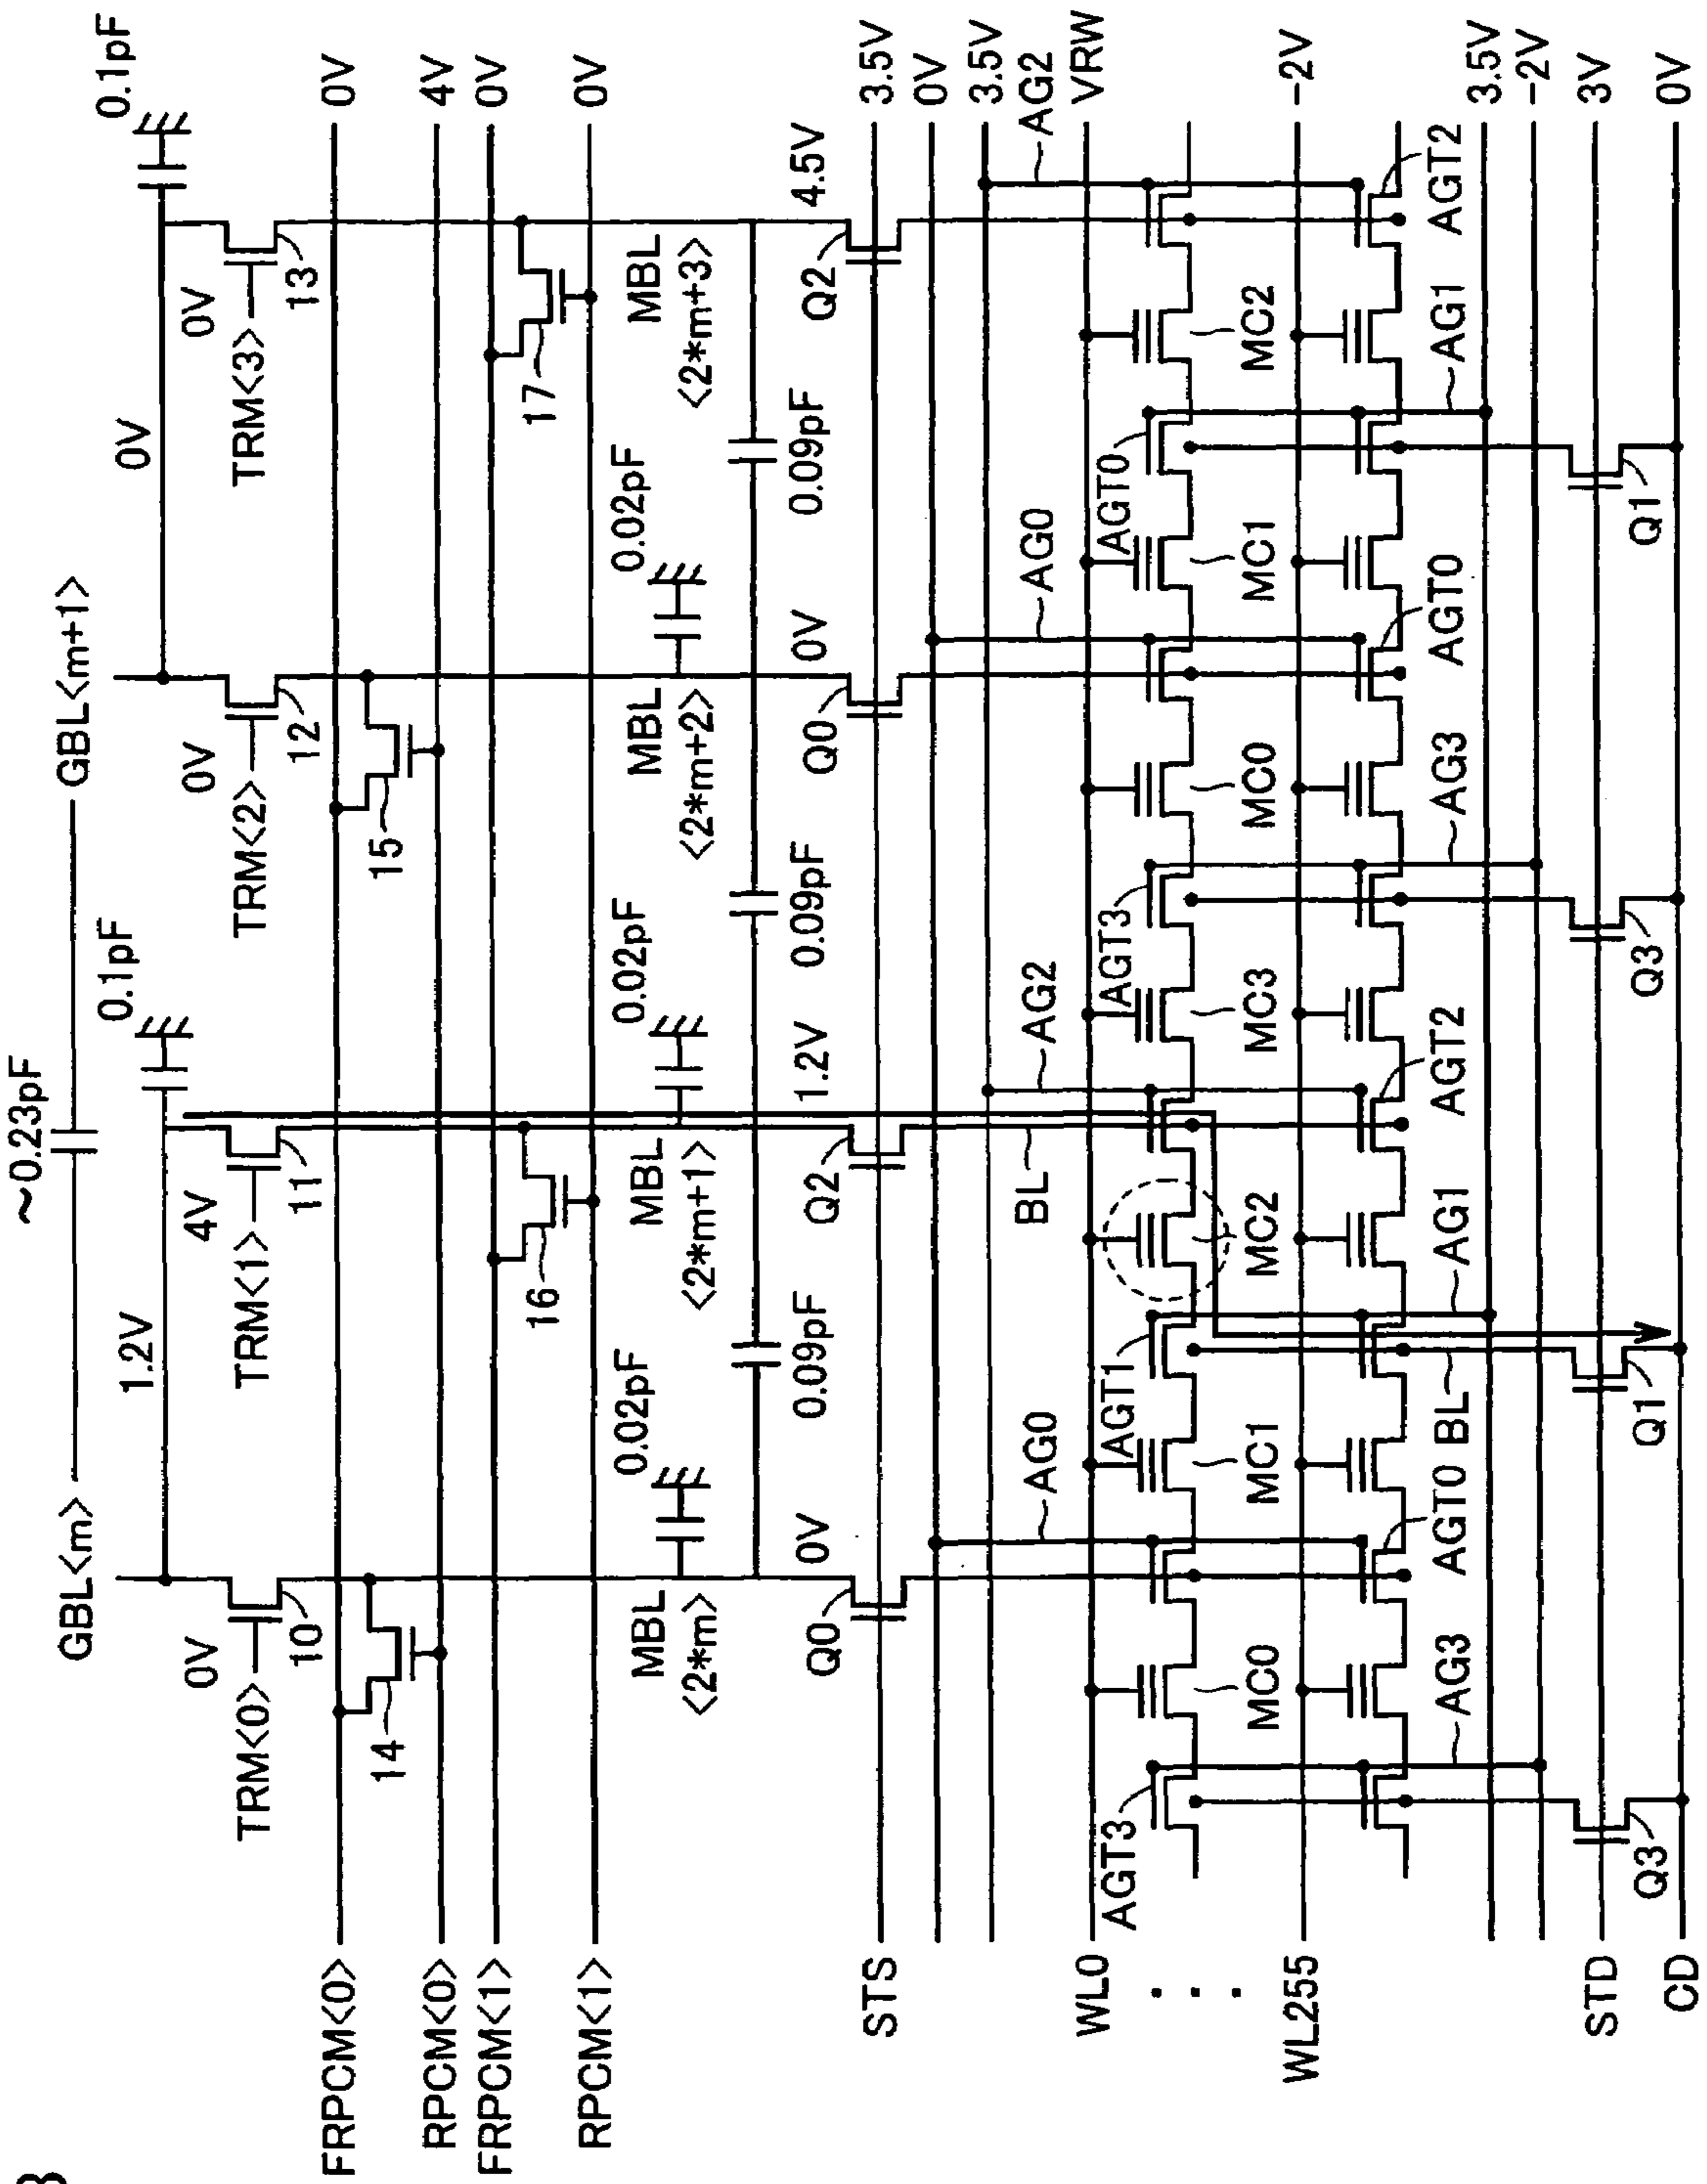 3
~0.23pF
GBL<m>
GBL<m+1>
0.1pF
0.1pF
1.2V
0V
0V
4V
0V
0V
TRM<0>
TRM<1>
TRM<2>
TRM<3>
10
11
12
13
FRPCM<0>
0V
14
15
RPCM<0>
4V
FRPCM<1>
0V
16
17
RPCM<1>
0V
0.02pF
0.02pF
0.02pF
MBL
<2*m>
MBL
<2*m+1>
MBL
<2*m+2>
MBL
<2*m+3>
0.09pF
0.09pF
0.09pF
0V
1.2V
0V
4.5V
Q0
Q2
Q0
Q2
STS
3.5V
0V
3.5V
AG0
BL
AG2
AG0
AG2
WL0
VRW
AGT3
AGT1
AGT3
AGT0
MC0
MC1
MC2
MC3
MC0
MC1
MC2
WL255
-2V
AG3
AGT0
BL
AG1
AGT2
AG3
AGT0
AG1
AGT2
3.5V
-2V
STD
3V
Q3
Q1
Q3
Q1
CD
0V